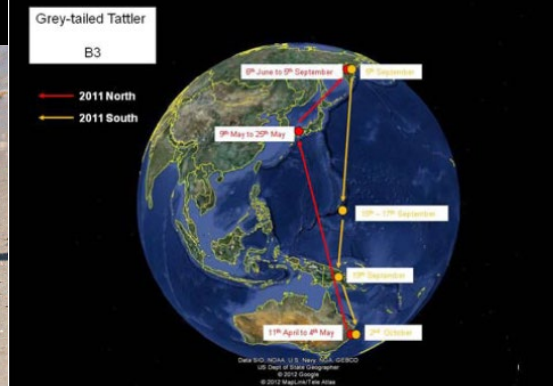 Grey-tailed Tattler
B3
2011 North
2011 South
6th June to 5th September
6th September
9th May to 25th May
15th – 17th September
19th September
11th April to 4th May
2nd October
Data SIO, NOAA, U.S. Navy, NGA, GEBCO
US Dept of State Geographer
© 2012 Google
© 2012 MapLink/Tele Atlas